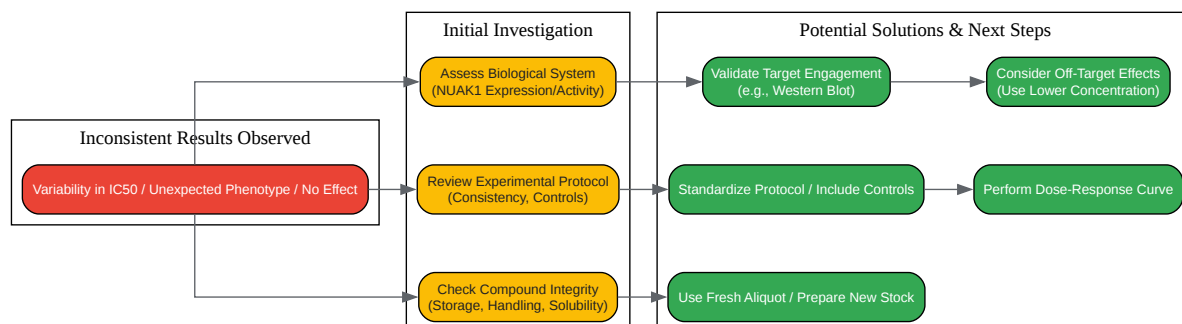 Inconsistent Results Observed
Variability in IC50 / Unexpected Phenotype / No Effect
Initial Investigation
Assess Biological System
(NUAK1 Expression/Activity)
Review Experimental Protocol
(Consistency, Controls)
Check Compound Integrity
(Storage, Handling, Solubility)
Potential Solutions & Next Steps
Validate Target Engagement
(e.g., Western Blot)
Consider Off-Target Effects
(Use Lower Concentration)
Standardize Protocol / Include Controls
Perform Dose-Response Curve
Use Fresh Aliquot / Prepare New Stock